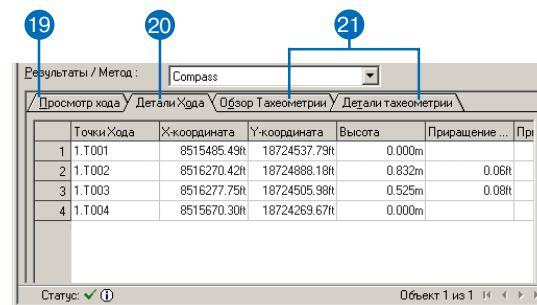 19 20 21
Результаты / Метод : Compass
Просмотр хода Детали Хода Обзор Тахеометрии Детали тахеометрии
Точки Хода X-координата Y-координата Высота Приращение ... При
1 1.T001 8515485.49ft 18724537.79ft 0.000m
2 1.T002 8516270.42ft 18724888.18ft 0.832m 0.06ft
3 1.T003 8516277.75ft 18724505.98ft 0.525m 0.08ft
4 1.T004 8515670.30ft 18724269.67ft 0.000m
Статус: Объект 1 из 1